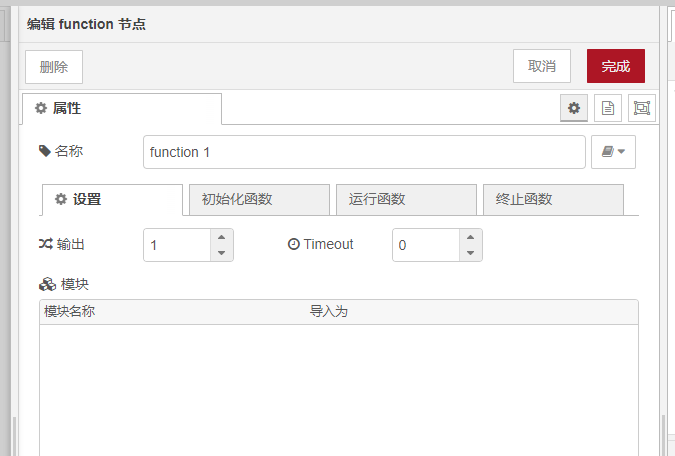 编辑 function 节点
删除
取消
完成
属性
名称
function 1
设置
初始化函数
运行函数
终止函数
输出
1
Timeout
0
模块
模块名称
导入为